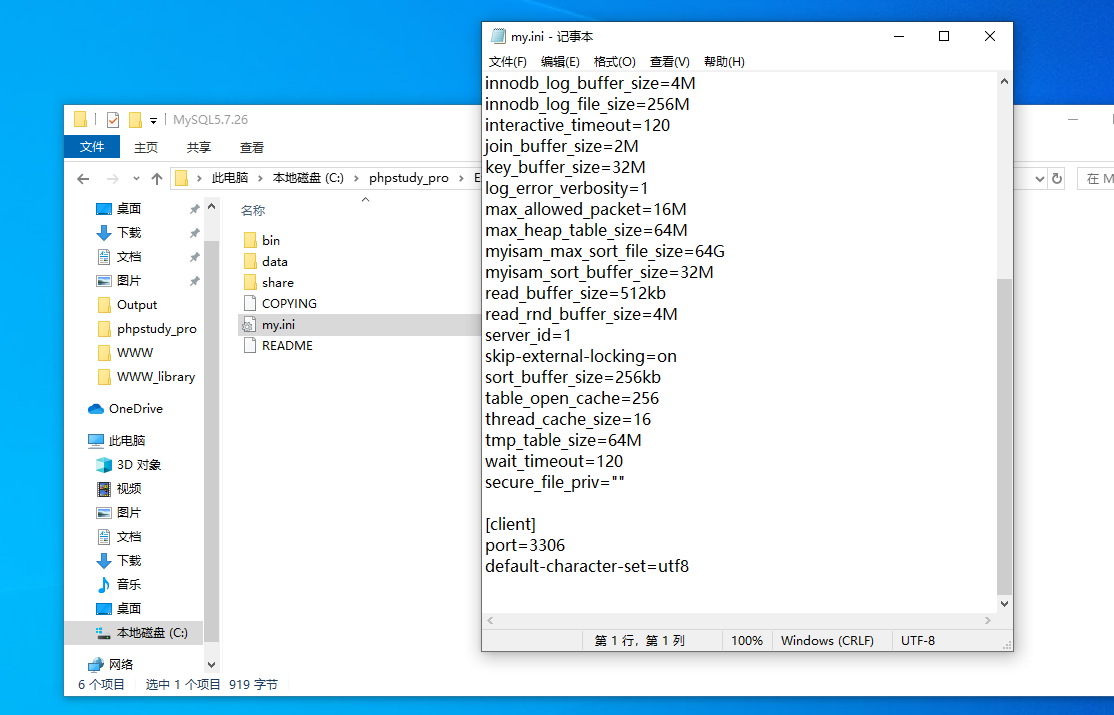 my.ini - 记事本
文件(F) 编辑(E) 格式(O) 查看(V) 帮助(H)
innodb_log_buffer_size=4M
innodb_log_file_size=256M
interactive_timeout=120
join_buffer_size=2M
key_buffer_size=32M
log_error_verbosity=1
max_allowed_packet=16M
max_heap_table_size=64M
myisam_max_sort_file_size=64G
myisam_sort_buffer_size=32M
read_buffer_size=512kb
read_rnd_buffer_size=4M
server_id=1
skip-external-locking=on
sort_buffer_size=256kb
table_open_cache=256
thread_cache_size=16
tmp_table_size=64M
wait_timeout=120
secure_file_priv=""
[client]
port=3306
default-character-set=utf8
第 1 行，第 1 列 100% Windows (CRLF) UTF-8
MySQL5.7.26
文件 主页 共享 查看
此电脑 本地磁盘 (C:) phpstudy_pro
在
桌面
下载
文档
图片
Output
phpstudy_pro
WWW
WWW_library
OneDrive
此电脑
3D 对象
视频
图片
文档
下载
音乐
桌面
本地磁盘 (C:)
网络
名称
bin
data
share
COPYING
my.ini
README
6 个项目 选中 1 个项目 919 字节